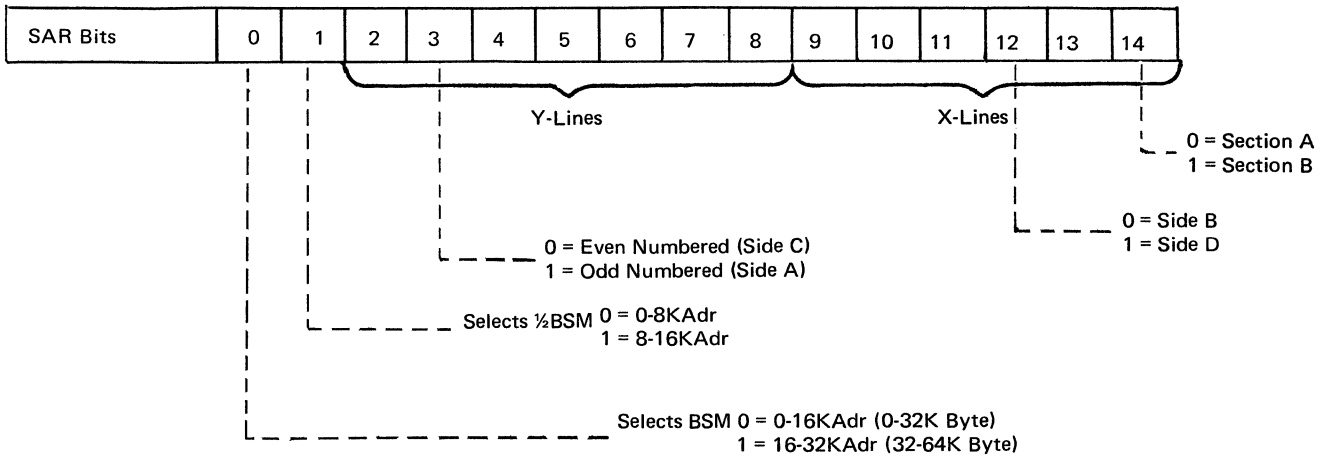 SAR Bits 0 1 2 3 4 5 6 7 8 9 10 11 12 13 14
Y-Lines X-Lines
0 = Section A
1 = Section B
0 = Side B
1 = Side D
0 = Even Numbered (Side C)
1 = Odd Numbered (Side A)
Selects ½BSM 0 = 0-8KAdr
1 = 8-16KAdr
Selects BSM 0 = 0-16KAdr (0-32K Byte)
1 = 16-32KAdr (32-64K Byte)